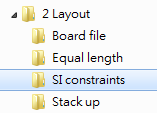 2 Layout
Board file
Equal length
SI constraints
Stack up